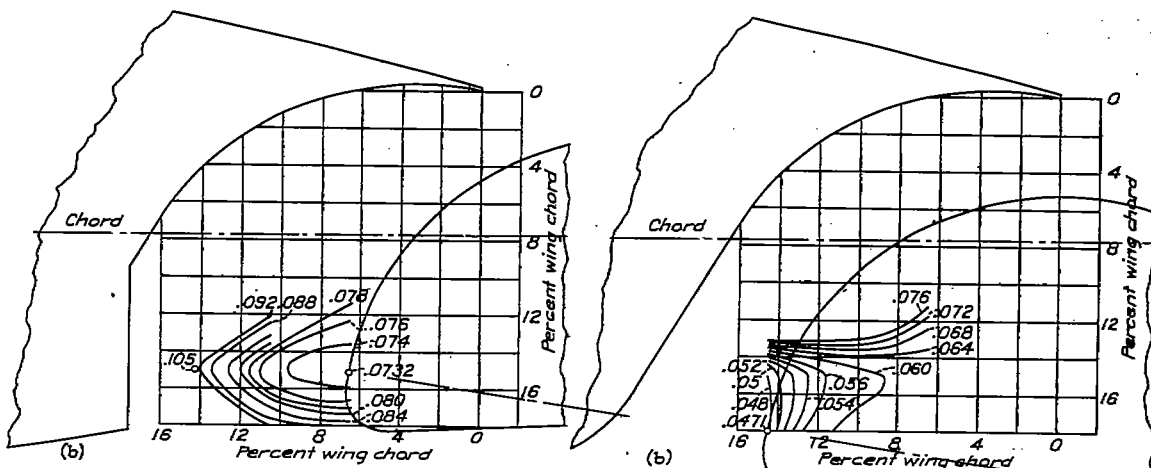 0
4
Chord
8
.092 .088 .078
12
.076
.074
.105
.0732
16
.080
.084
16 12 8 4 0
Percent wing chord
Percent wing chord
(b)
0
4
Chord
8
.076
.072
12
.068
.064
.052
.060
.05
.056
16
.048
.054
.0471
16 12 8 4 0
Percent wing chord
Percent wing chord
(b)